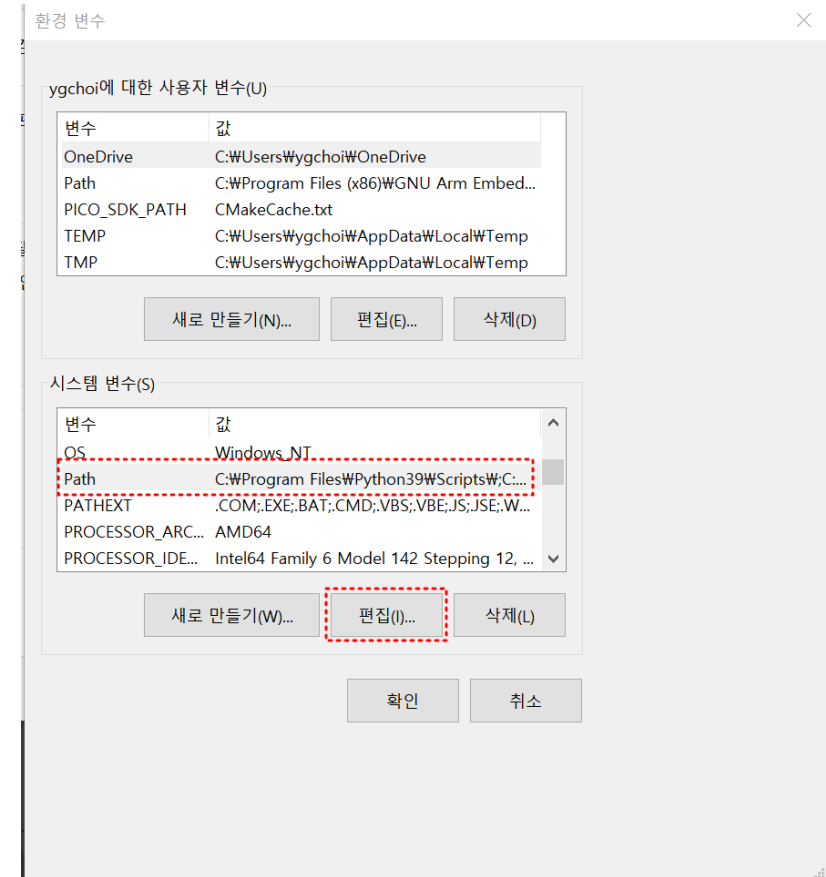 환경 변수
ygchoi에 대한 사용자 변수(U)
변수 값
OneDrive C:₩Users₩ygchoi₩OneDrive
Path C:₩Program Files (x86)₩GNU Arm Embed...
PICO_SDK_PATH CMakeCache.txt
TEMP C:₩Users₩ygchoi₩AppData₩Local₩Temp
TMP C:₩Users₩ygchoi₩AppData₩Local₩Temp
새로 만들기(N)... 편집(E)... 삭제(D)
시스템 변수(S)
변수 값
OS Windows_NT
Path C:₩Program Files₩Python39₩Scripts₩;C:...
PATHEXT .COM;.EXE;.BAT;.CMD;.VBS;.VBE;.JS;.JSE;.W...
PROCESSOR_ARC... AMD64
PROCESSOR_IDE... Intel64 Family 6 Model 142 Stepping 12, ...
새로 만들기(W)... 편집(I)... 삭제(L)
확인 취소